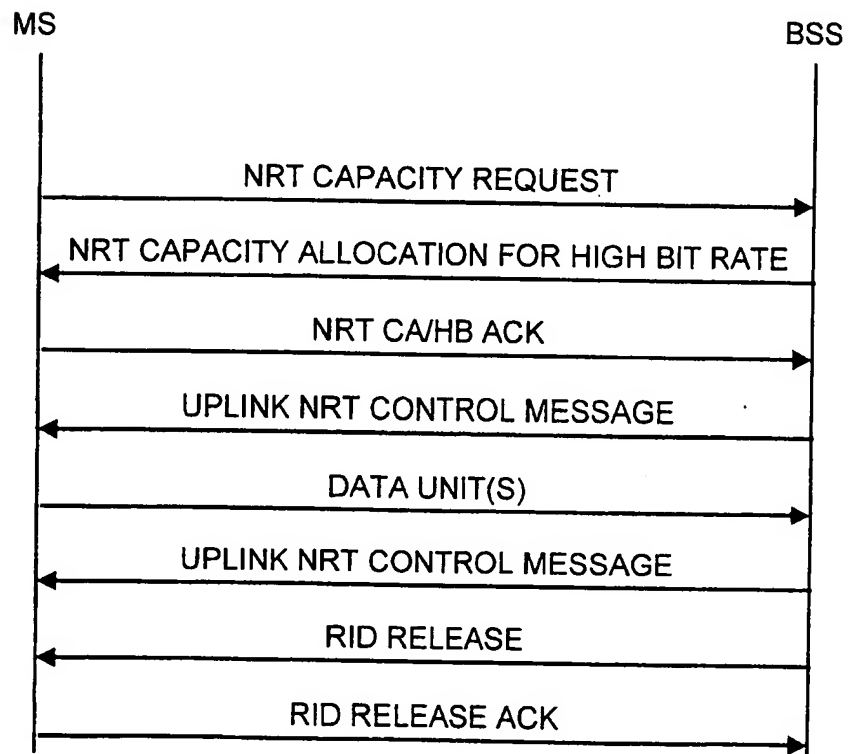 MS
BSS
NRT CAPACITY REQUEST
NRT CAPACITY ALLOCATION FOR HIGH BIT RATE
NRT CA/HB ACK
UPLINK NRT CONTROL MESSAGE
DATA UNIT(S)
UPLINK NRT CONTROL MESSAGE
RID RELEASE
RID RELEASE ACK